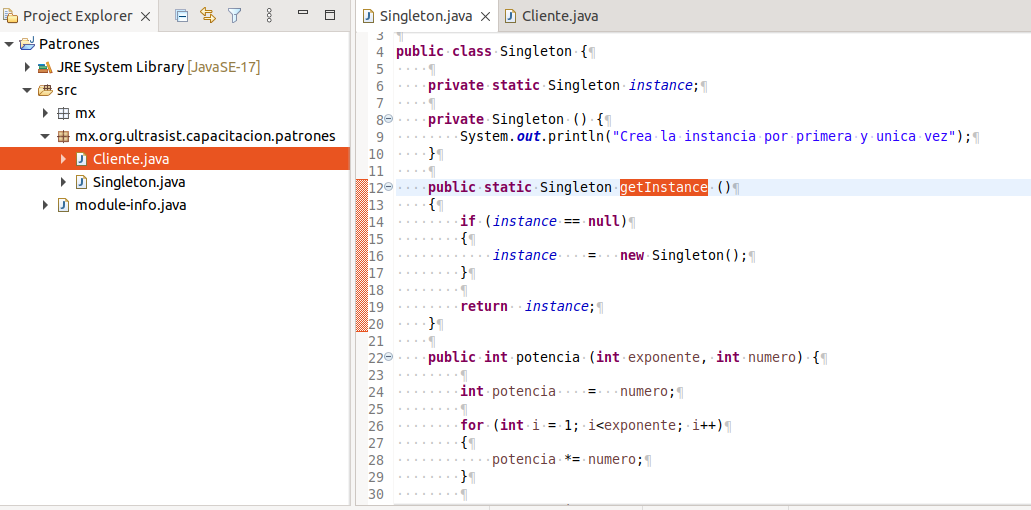 Project Explorer
Patrones
JRE System Library [JavaSE-17]
src
mx
mx.org.ultrasist.capacitacion.patrones
Cliente.java
Singleton.java
module-info.java
Singleton.java
Cliente.java
3 ¶
4 public·class·Singleton·{¶
5 ····¶
6 ····private·static·Singleton·instance;¶
7 ····¶
8 ····private·Singleton·()·{¶
9 ········System.out.println("Crea·la·instancia·por·primera·y·unica·vez");¶
10 ····}¶
11 ····¶
12 ····public·static·Singleton·getInstance·()¶
13 ····{¶
14 ········if·(instance·==·null)¶
15 ········{¶
16 ············instance····=···new·Singleton();¶
17 ········}¶
18 ········¶
19 ········return··instance;¶
20 ····}¶
21 ····¶
22 ····public·int·potencia·(int·exponente,·int·numero)·{¶
23 ········¶
24 ········int·potencia····=···numero;¶
25 ········¶
26 ········for·(int·i·=·1;·i<exponente;·i++)¶
27 ········{¶
28 ············potencia·*=·numero;¶
29 ········}¶
30 ········¶